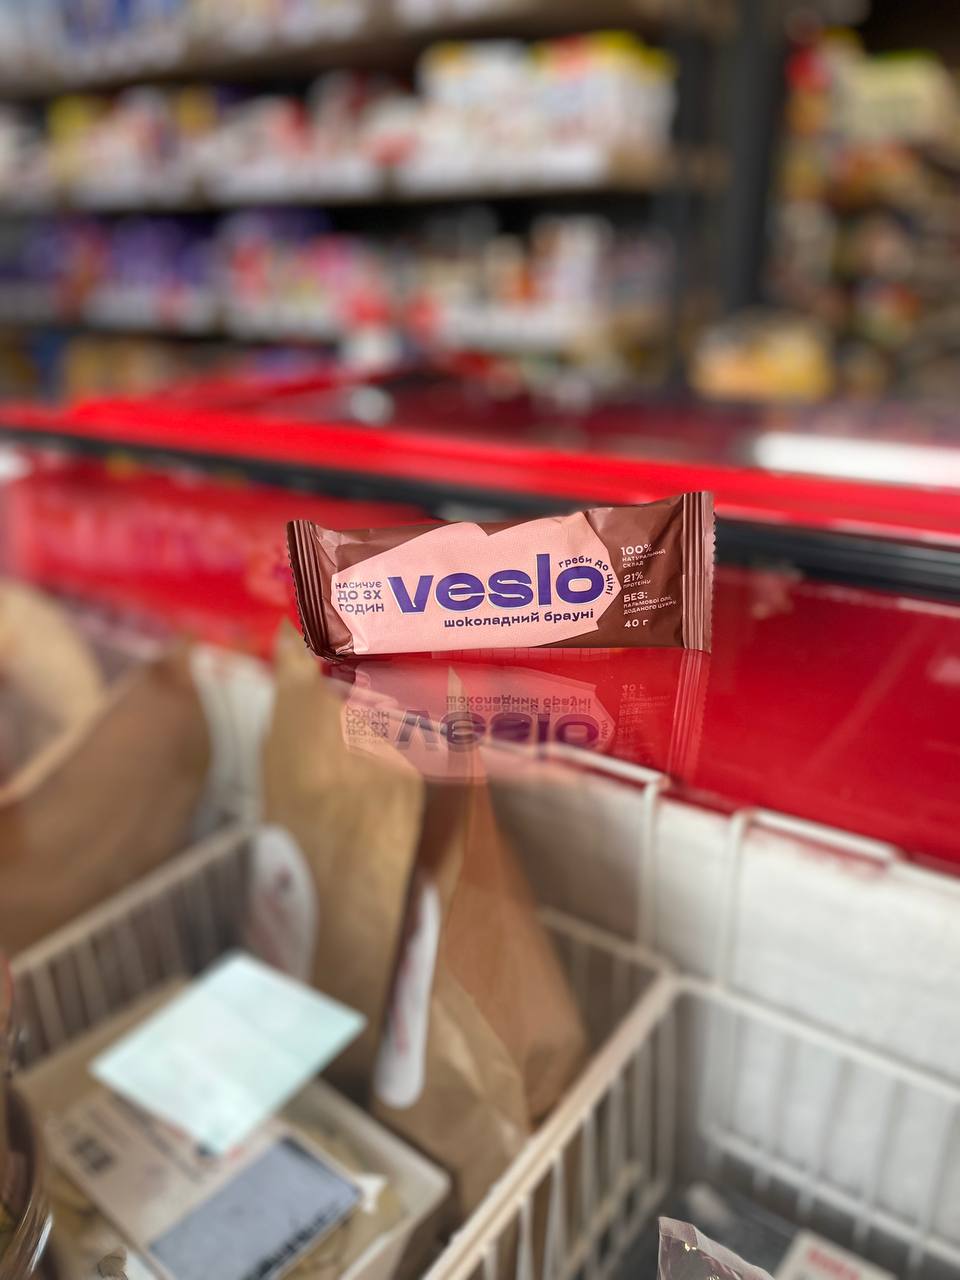 НАСИЧУЄ
ДО 3Х
ГОДИН
veslo
греби до цілі
шоколадний брауні
100%
НАТУРАЛЬНИЙ
СКЛАД
21%
ПРОТЕЇНУ
БЕЗ:
ПАЛЬМОВОЇ ОЛІЇ,
ДОДАНОГО ЦУКРУ
40 г